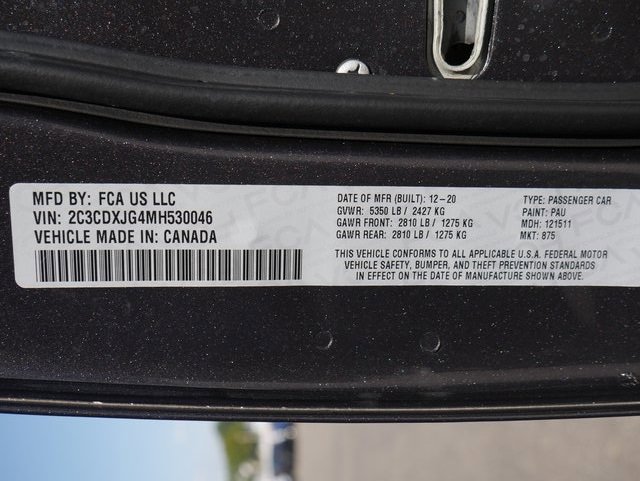 MFD BY: FCA US LLC
VIN: 2C3CDXJG4MH530046
VEHICLE MADE IN: CANADA
DATE OF MFR (BUILT): 12-20
GVWR: 5350 LB / 2427 KG
GAWR FRONT: 2810 LB / 1275 KG
GAWR REAR: 2810 LB / 1275 KG
TYPE: PASSENGER CAR
PAINT: PAU
MDH: 121511
MKT: 875
THIS VEHICLE CONFORMS TO ALL APPLICABLE U.S.A. FEDERAL MOTOR
VEHICLE SAFETY, BUMPER, AND THEFT PREVENTION STANDARDS
IN EFFECT ON THE DATE OF MANUFACTURE SHOWN ABOVE.